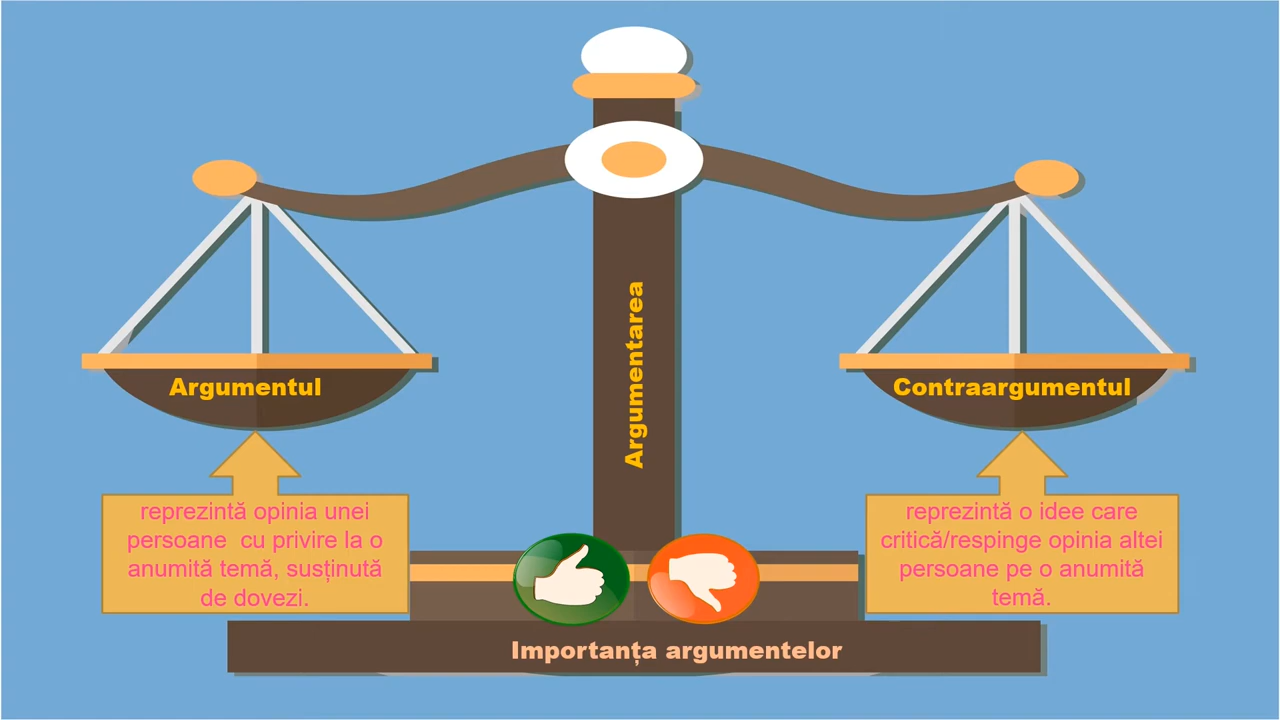 Argumentarea
Argumentul
Contraargumentul
reprezintă opinia unei
persoane cu privire la o
anumită temă, susținută
de dovezi.
reprezintă o idee care
critică/respinge opinia altei
persoane pe o anumită
temă.
Importanța argumentelor